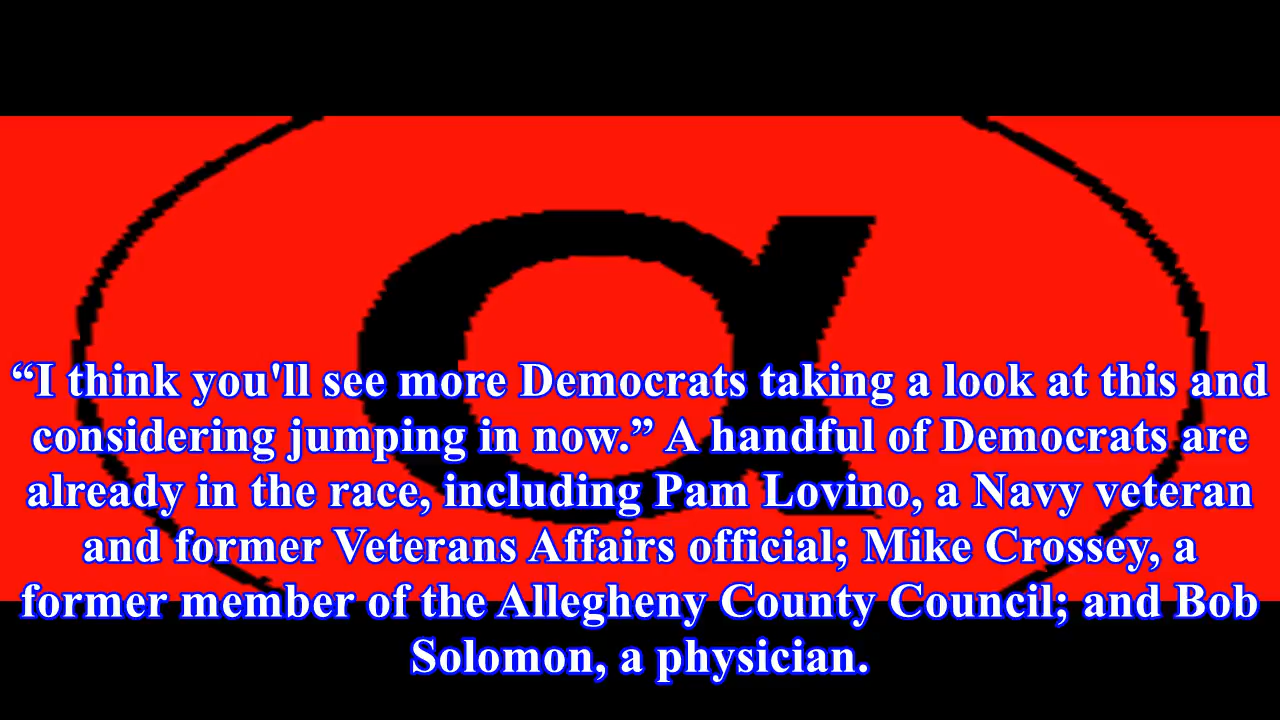 “I think you'll see more Democrats taking a look at this and
considering jumping in now.” A handful of Democrats are
already in the race, including Pam Lovino, a Navy veteran
and former Veterans Affairs official; Mike Crossey, a
former member of the Allegheny County Council; and Bob
Solomon, a physician.